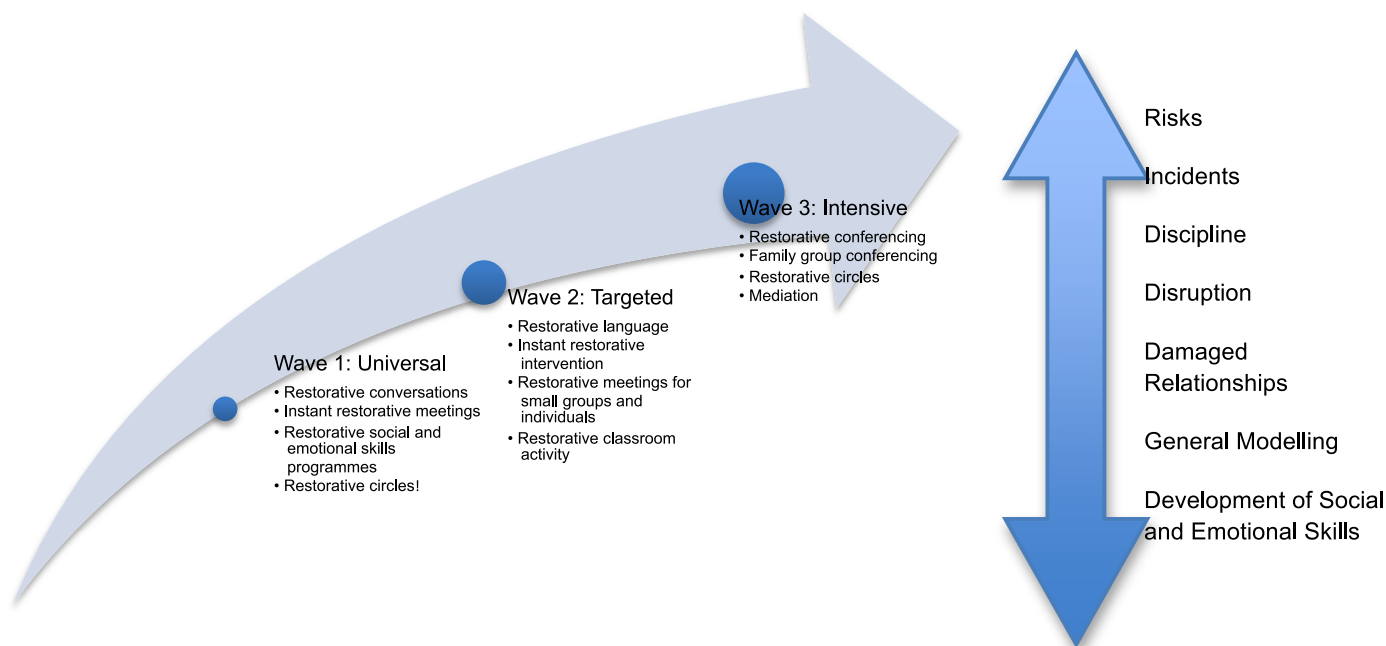 Wave 1: Universal
• Restorative conversations
• Instant restorative meetings
• Restorative social and
emotional skills
programmes
• Restorative circles!
Wave 2: Targeted
• Restorative language
• Instant restorative
intervention
• Restorative meetings for
small groups and
individuals
• Restorative classroom
activity
Wave 3: Intensive
• Restorative conferencing
• Family group conferencing
• Restorative circles
• Mediation
Risks
Incidents
Discipline
Disruption
Damaged
Relationships
General Modelling
Development of Social
and Emotional Skills